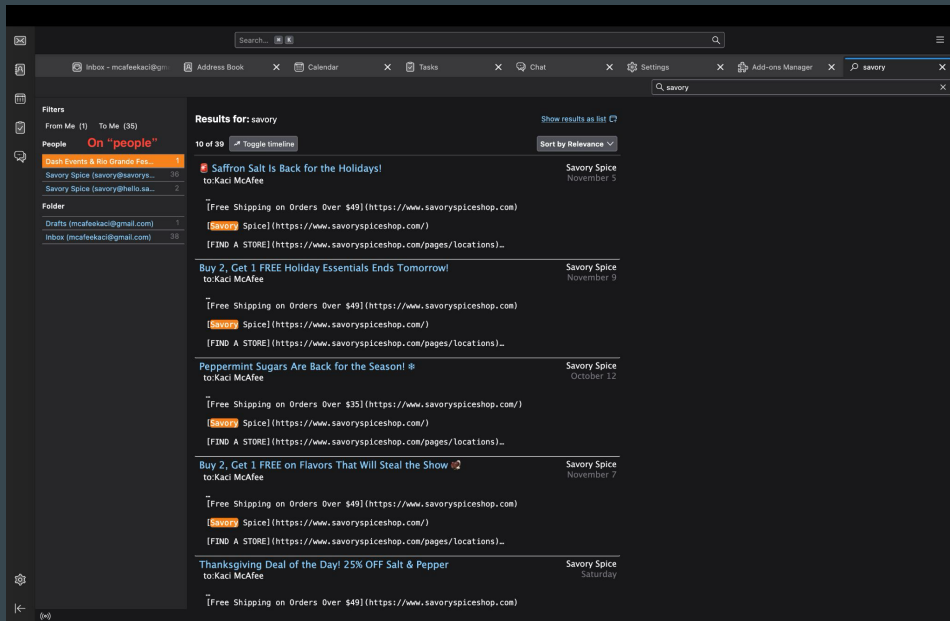 Search... ⌘ K
Inbox - mcafeekaci@gm
Address Book
Calendar
Tasks
Chat
Settings
Add-ons Manager
savory
savory
Filters
From Me (1) To Me (35)
People On “people”
Dash Events & Rio Grande Fes... 1
Savory Spice (savory@savorys... 36
Savory Spice (savory@hello.sa... 2
Folder
Drafts (mcafeekaci@gmail.com) 1
Inbox (mcafeekaci@gmail.com) 38
Results for: savory
Show results as list
10 of 39 Toggle timeline
Sort by Relevance
🚨 Saffron Salt Is Back for the Holidays! Savory Spice
to:Kaci McAfee November 5
…
[Free Shipping on Orders Over $49](https://www.savoryspiceshop.com)
[Savory Spice](https://www.savoryspiceshop.com/)
[FIND A STORE](https://www.savoryspiceshop.com/pages/locations)…
Buy 2, Get 1 FREE Holiday Essentials Ends Tomorrow! Savory Spice
to:Kaci McAfee November 9
…
[Free Shipping on Orders Over $49](https://www.savoryspiceshop.com)
[Savory Spice](https://www.savoryspiceshop.com/)
[FIND A STORE](https://www.savoryspiceshop.com/pages/locations)…
Peppermint Sugars Are Back for the Season! ❄ Savory Spice
to:Kaci McAfee October 12
…
[Free Shipping on Orders Over $35](https://www.savoryspiceshop.com/)
[Savory Spice](https://www.savoryspiceshop.com/)
[FIND A STORE](https://www.savoryspiceshop.com/pages/locations)…
Buy 2, Get 1 FREE on Flavors That Will Steal the Show Savory Spice
to:Kaci McAfee November 7
…
[Free Shipping on Orders Over $49](https://www.savoryspiceshop.com)
[Savory Spice](https://www.savoryspiceshop.com/)
[FIND A STORE](https://www.savoryspiceshop.com/pages/locations)…
Thanksgiving Deal of the Day! 25% OFF Salt & Pepper Savory Spice
to:Kaci McAfee Saturday
…
[Free Shipping on Orders Over $49](https://www.savoryspiceshop.com)